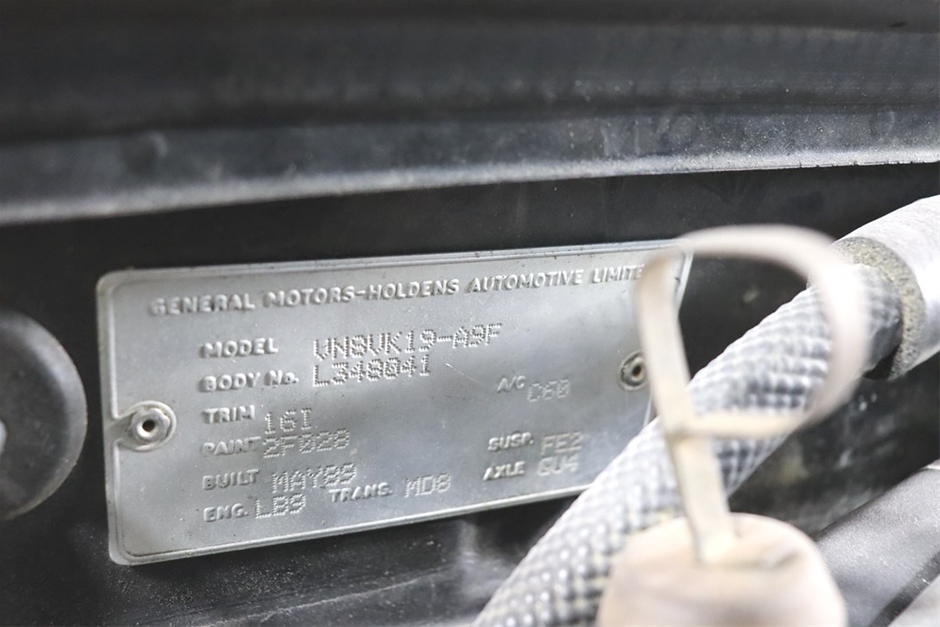 GENERAL MOTORS-HOLDENS AUTOMOTIVE LIMITE
MODEL VN8VK19-A9F
BODY No. L348041
TRIM 16I A/C C60
PAINT 2F028 SUSP. FE2
BUILT MAY89 AXLE GU4
ENG. LB9 TRANS. MD8